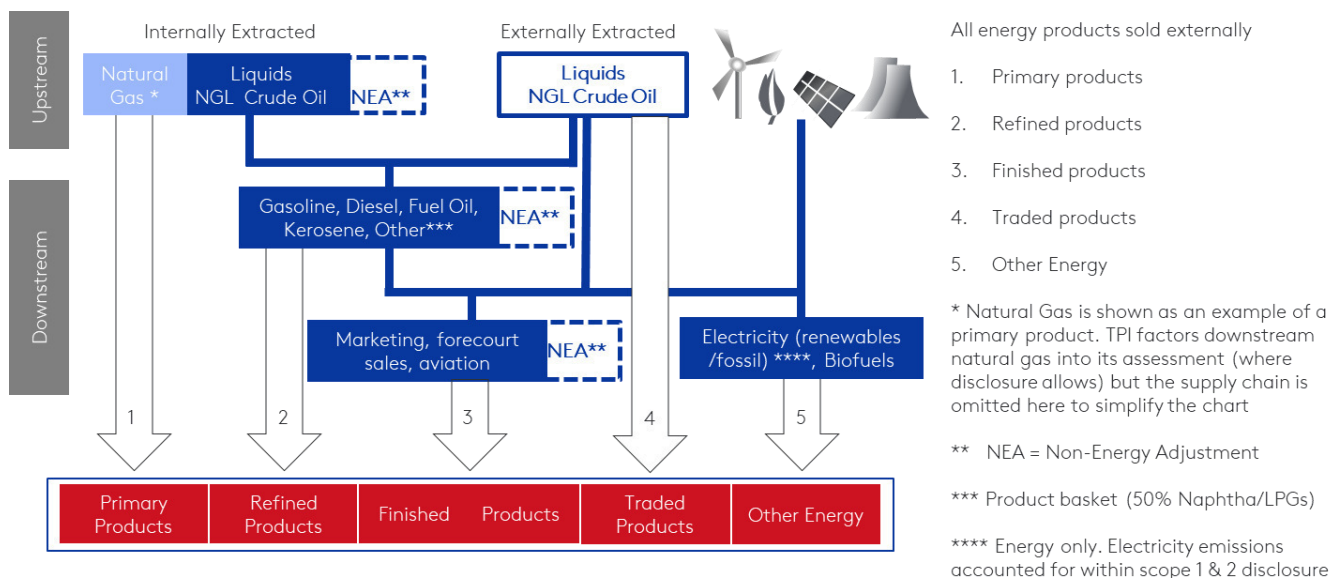 Upstream
Internally Extracted
Externally Extracted
Natural
Gas *
Liquids
NGL Crude Oil
NEA**
Liquids
NGL Crude Oil
Downstream
Gasoline, Diesel, Fuel Oil,
Kerosene, Other***
NEA**
Marketing, forecourt
sales, aviation
NEA**
Electricity (renewables
/fossil) ****, Biofuels
1
2
3
4
5
Primary
Products
Refined
Products
Finished Products
Traded
Products
Other Energy
All energy products sold externally
1. Primary products
2. Refined products
3. Finished products
4. Traded products
5. Other Energy
* Natural Gas is shown as an example of a
primary product. TPI factors downstream
natural gas into its assessment (where
disclosure allows) but the supply chain is
omitted here to simplify the chart
** NEA = Non-Energy Adjustment
*** Product basket (50% Naphtha/LPGs)
**** Energy only. Electricity emissions
accounted for within scope 1 & 2 disclosure